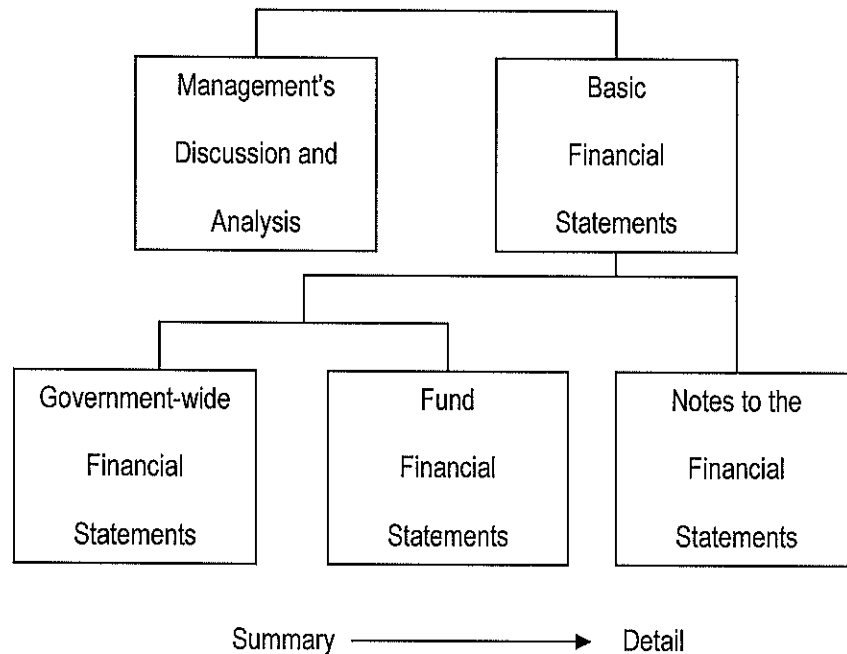 Management's
Discussion and
Analysis
Basic
Financial
Statements
Government-wide
Financial
Statements
Fund
Financial
Statements
Notes to the
Financial
Statements
Summary
Detail